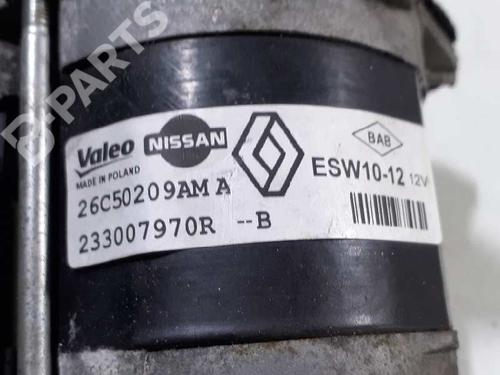 D-PARTS
Valeo NISSAN
MADE IN POLAND
26C50209AM A
233007970R --B
BAB
ESW10-12 12V